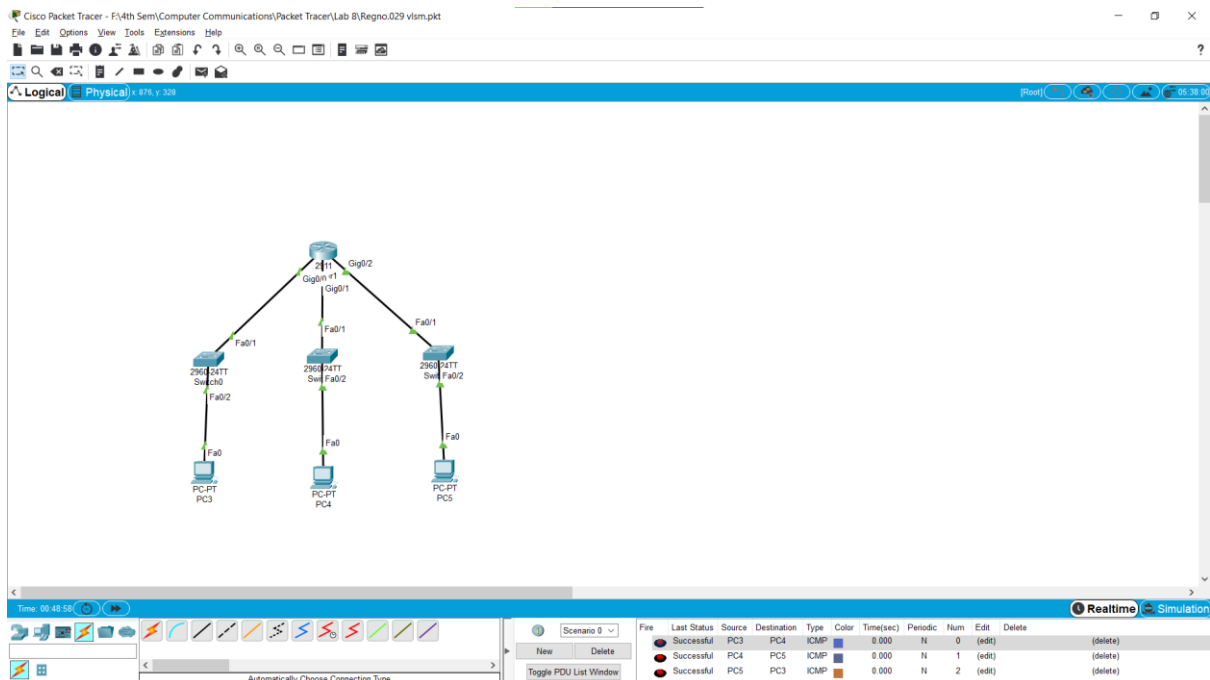 Cisco Packet Tracer - F:\4th Sem\Computer Communications\Packet Tracer\Lab 8\Regno.029 vlsm.pkt
File Edit Options View Tools Extensions Help
?
Logical Physical x: 876, y: 328 [Root] 05:38:00
Gig0/2
2911
Gig0/0
Gig0/1
Fa0/1
Fa0/1
Fa0/1
2960-24TT
Switch0
2960-24TT
Fa0/2
2960-24TT
Fa0/2
Fa0/2
Fa0
Fa0
Fa0
PC-PT
PC3
PC-PT
PC4
PC-PT
PC5
Time: 00:48:58 Realtime Simulation
Scenario 0
New Delete
Toggle PDU List Window
Automatically Choose Connection Type
Fire Last Status Source Destination Type Color Time(sec) Periodic Num Edit Delete
Successful PC3 PC4 ICMP 0.000 N 0 (edit) (delete)
Successful PC4 PC5 ICMP 0.000 N 1 (edit) (delete)
Successful PC5 PC3 ICMP 0.000 N 2 (edit) (delete)